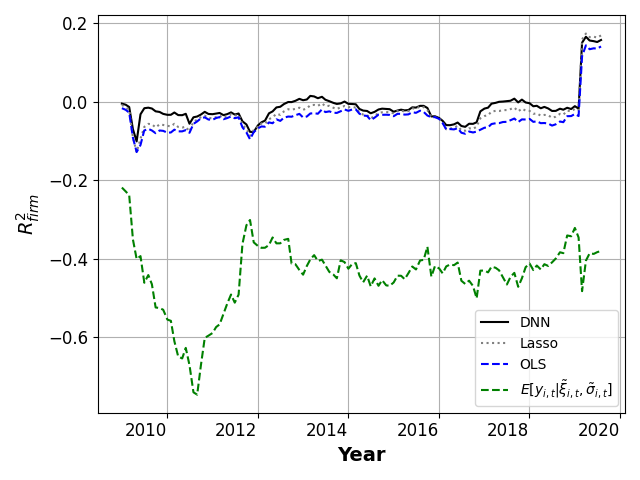 0.2
0.0
−0.2
−0.4
−0.6
R²firm
2010 2012 2014 2016 2018 2020
Year
DNN
Lasso
OLS
E[yi,t|ξ̃i,t, σ̃i,t]